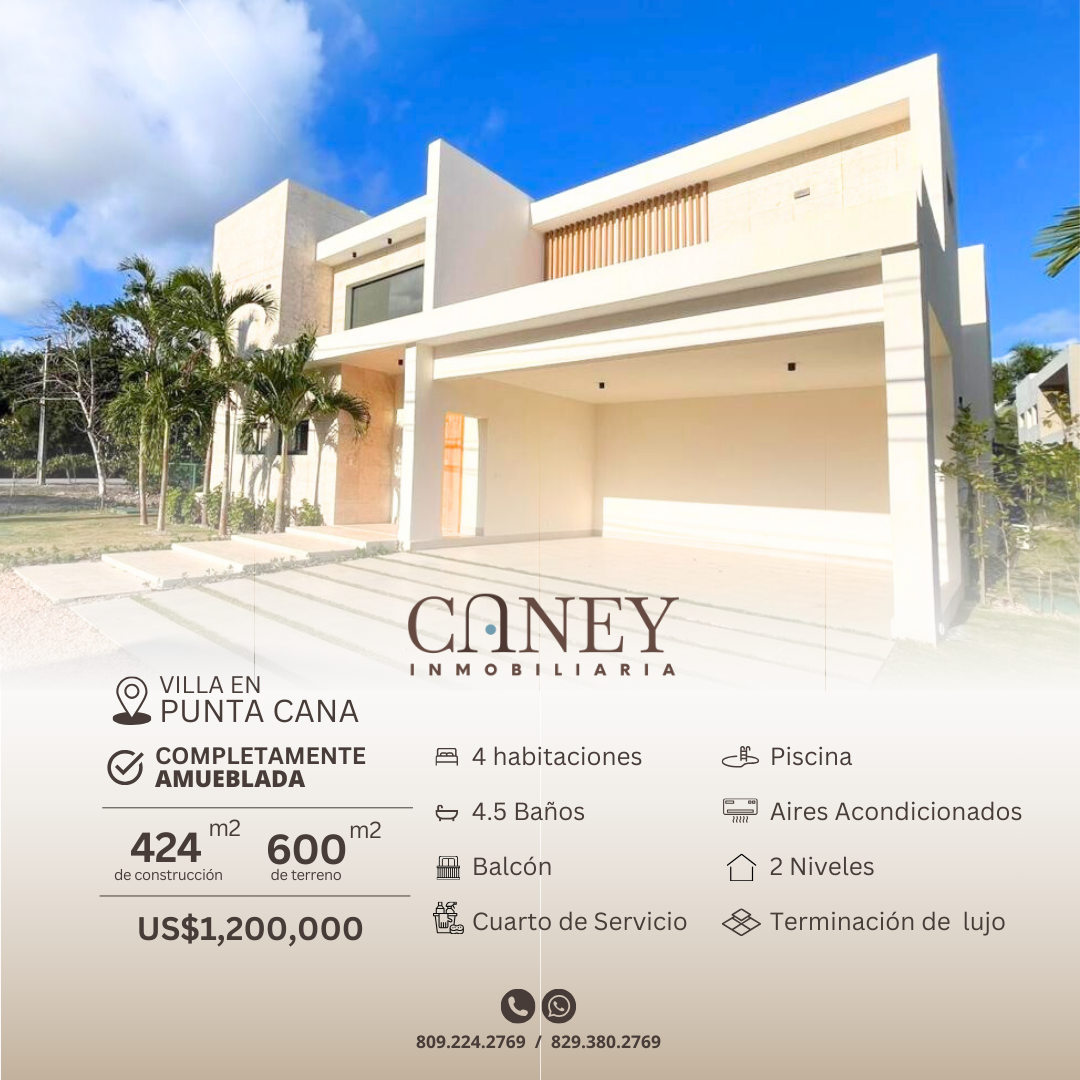 CANEY
INMOBILIARIA
VILLA EN
PUNTA CANA
COMPLETAMENTE
AMUEBLADA
424 m2
de construcción
600 m2
de terreno
US$1,200,000
4 habitaciones
4.5 Baños
Balcón
Cuarto de Servicio
Piscina
Aires Acondicionados
2 Niveles
Terminación de lujo
809.224.2769 / 829.380.2769